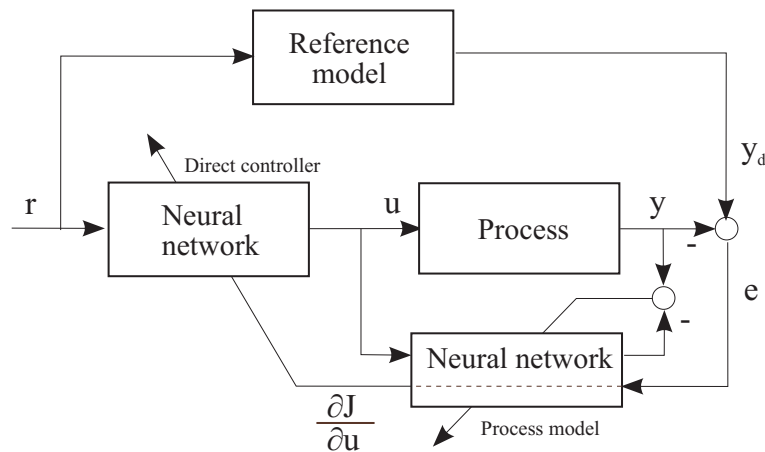 Reference
model
y_d
Direct controller
r
Neural
network
u
Process
y
-
e
-
Neural network
∂J
∂u
Process model